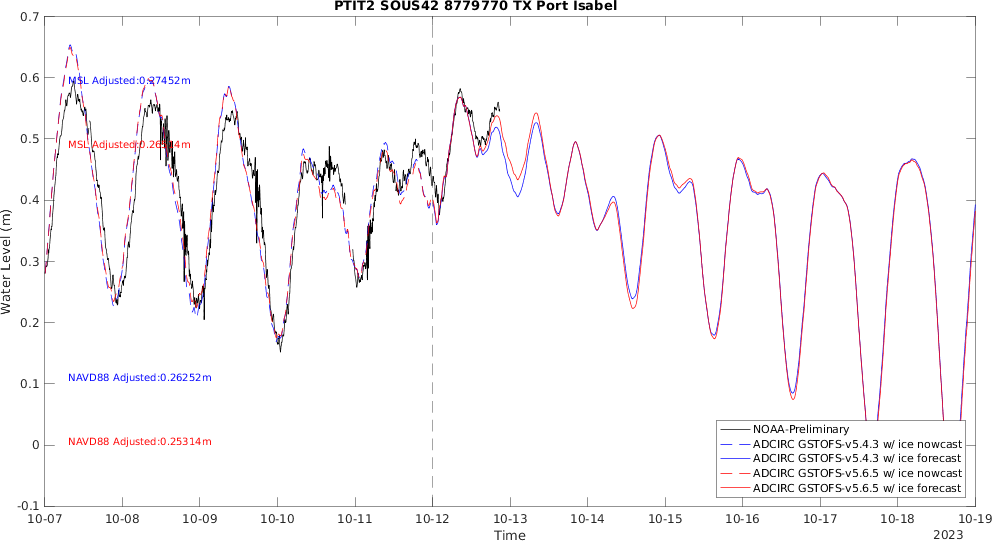 PTIT2 SOUS42 8779770 TX Port Isabel
0.7
0.6
0.5
0.4
0.3
0.2
0.1
0
-0.1
Water Level (m)
MSL Adjusted:0.27452m
MSL
NAVD88 Adjusted:0.26252m
NAVD88 Adjusted:0.25314m
NOAA-Preliminary
ADCIRC GSTOFS-v5.4.3 w/ ice nowcast
ADCIRC GSTOFS-v5.4.3 w/ ice forecast
ADCIRC GSTOFS-v5.6.5 w/ ice nowcast
ADCIRC GSTOFS-v5.6.5 w/ ice forecast
10-07 10-08 10-09 10-10 10-11 10-12 10-13 10-14 10-15 10-16 10-17 10-18 10-19
Time
2023